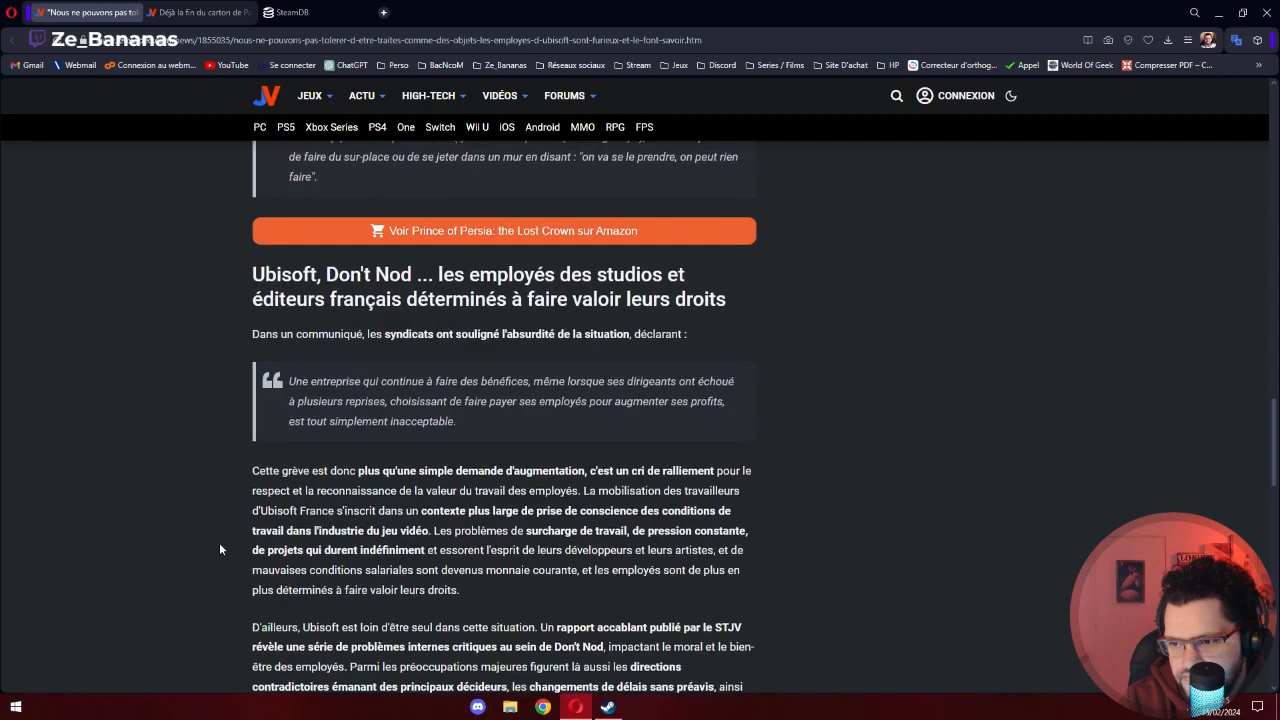 "Nous ne pouvons pas tol
Déjà la fin du carton de P
SteamDB
Ze_Bananas
news/1855035/nous-ne-pouvons-pas-tolerer-d-etre-traites-comme-des-objets-les-employes-d-ubisoft-sont-furieux-et-le-font-savoir.htm
Gmail
Webmail
Connexion au webm...
YouTube
Se connecter
ChatGPT
Perso
BacNcoM
Ze_Bananas
Réseaux sociaux
Stream
Jeux
Discord
Series / Films
Site D'achat
HP
Correcteur d'orthog...
Appel
World Of Geek
Compresser PDF – C...
JV
JEUX
ACTU
HIGH-TECH
VIDÉOS
FORUMS
CONNEXION
PC
PS5
Xbox Series
PS4
One
Switch
Wii U
iOS
Android
MMO
RPG
FPS
de faire du sur-place ou de se jeter dans un mur en disant : "on va se le prendre, on peut rien
faire".
Voir Prince of Persia: the Lost Crown sur Amazon
Ubisoft, Don't Nod ... les employés des studios et
éditeurs français déterminés à faire valoir leurs droits
Dans un communiqué, les syndicats ont souligné l'absurdité de la situation, déclarant :
Une entreprise qui continue à faire des bénéfices, même lorsque ses dirigeants ont échoué
à plusieurs reprises, choisissant de faire payer ses employés pour augmenter ses profits,
est tout simplement inacceptable.
Cette grève est donc plus qu'une simple demande d'augmentation, c'est un cri de ralliement pour le
respect et la reconnaissance de la valeur du travail des employés. La mobilisation des travailleurs
d'Ubisoft France s'inscrit dans un contexte plus large de prise de conscience des conditions de
travail dans l'industrie du jeu vidéo. Les problèmes de surcharge de travail, de pression constante,
de projets qui durent indéfiniment et essorent l'esprit de leurs développeurs et leurs artistes, et de
mauvaises conditions salariales sont devenus monnaie courante, et les employés sont de plus en
plus déterminés à faire valoir leurs droits.
D'ailleurs, Ubisoft est loin d'être seul dans cette situation. Un rapport accablant publié par le STJV
révèle une série de problèmes internes critiques au sein de Don't Nod, impactant le moral et le bien-
être des employés. Parmi les préoccupations majeures figurent là aussi les directions
contradictoires émanant des principaux décideurs, les changements de délais sans préavis, ainsi
15/02/2024